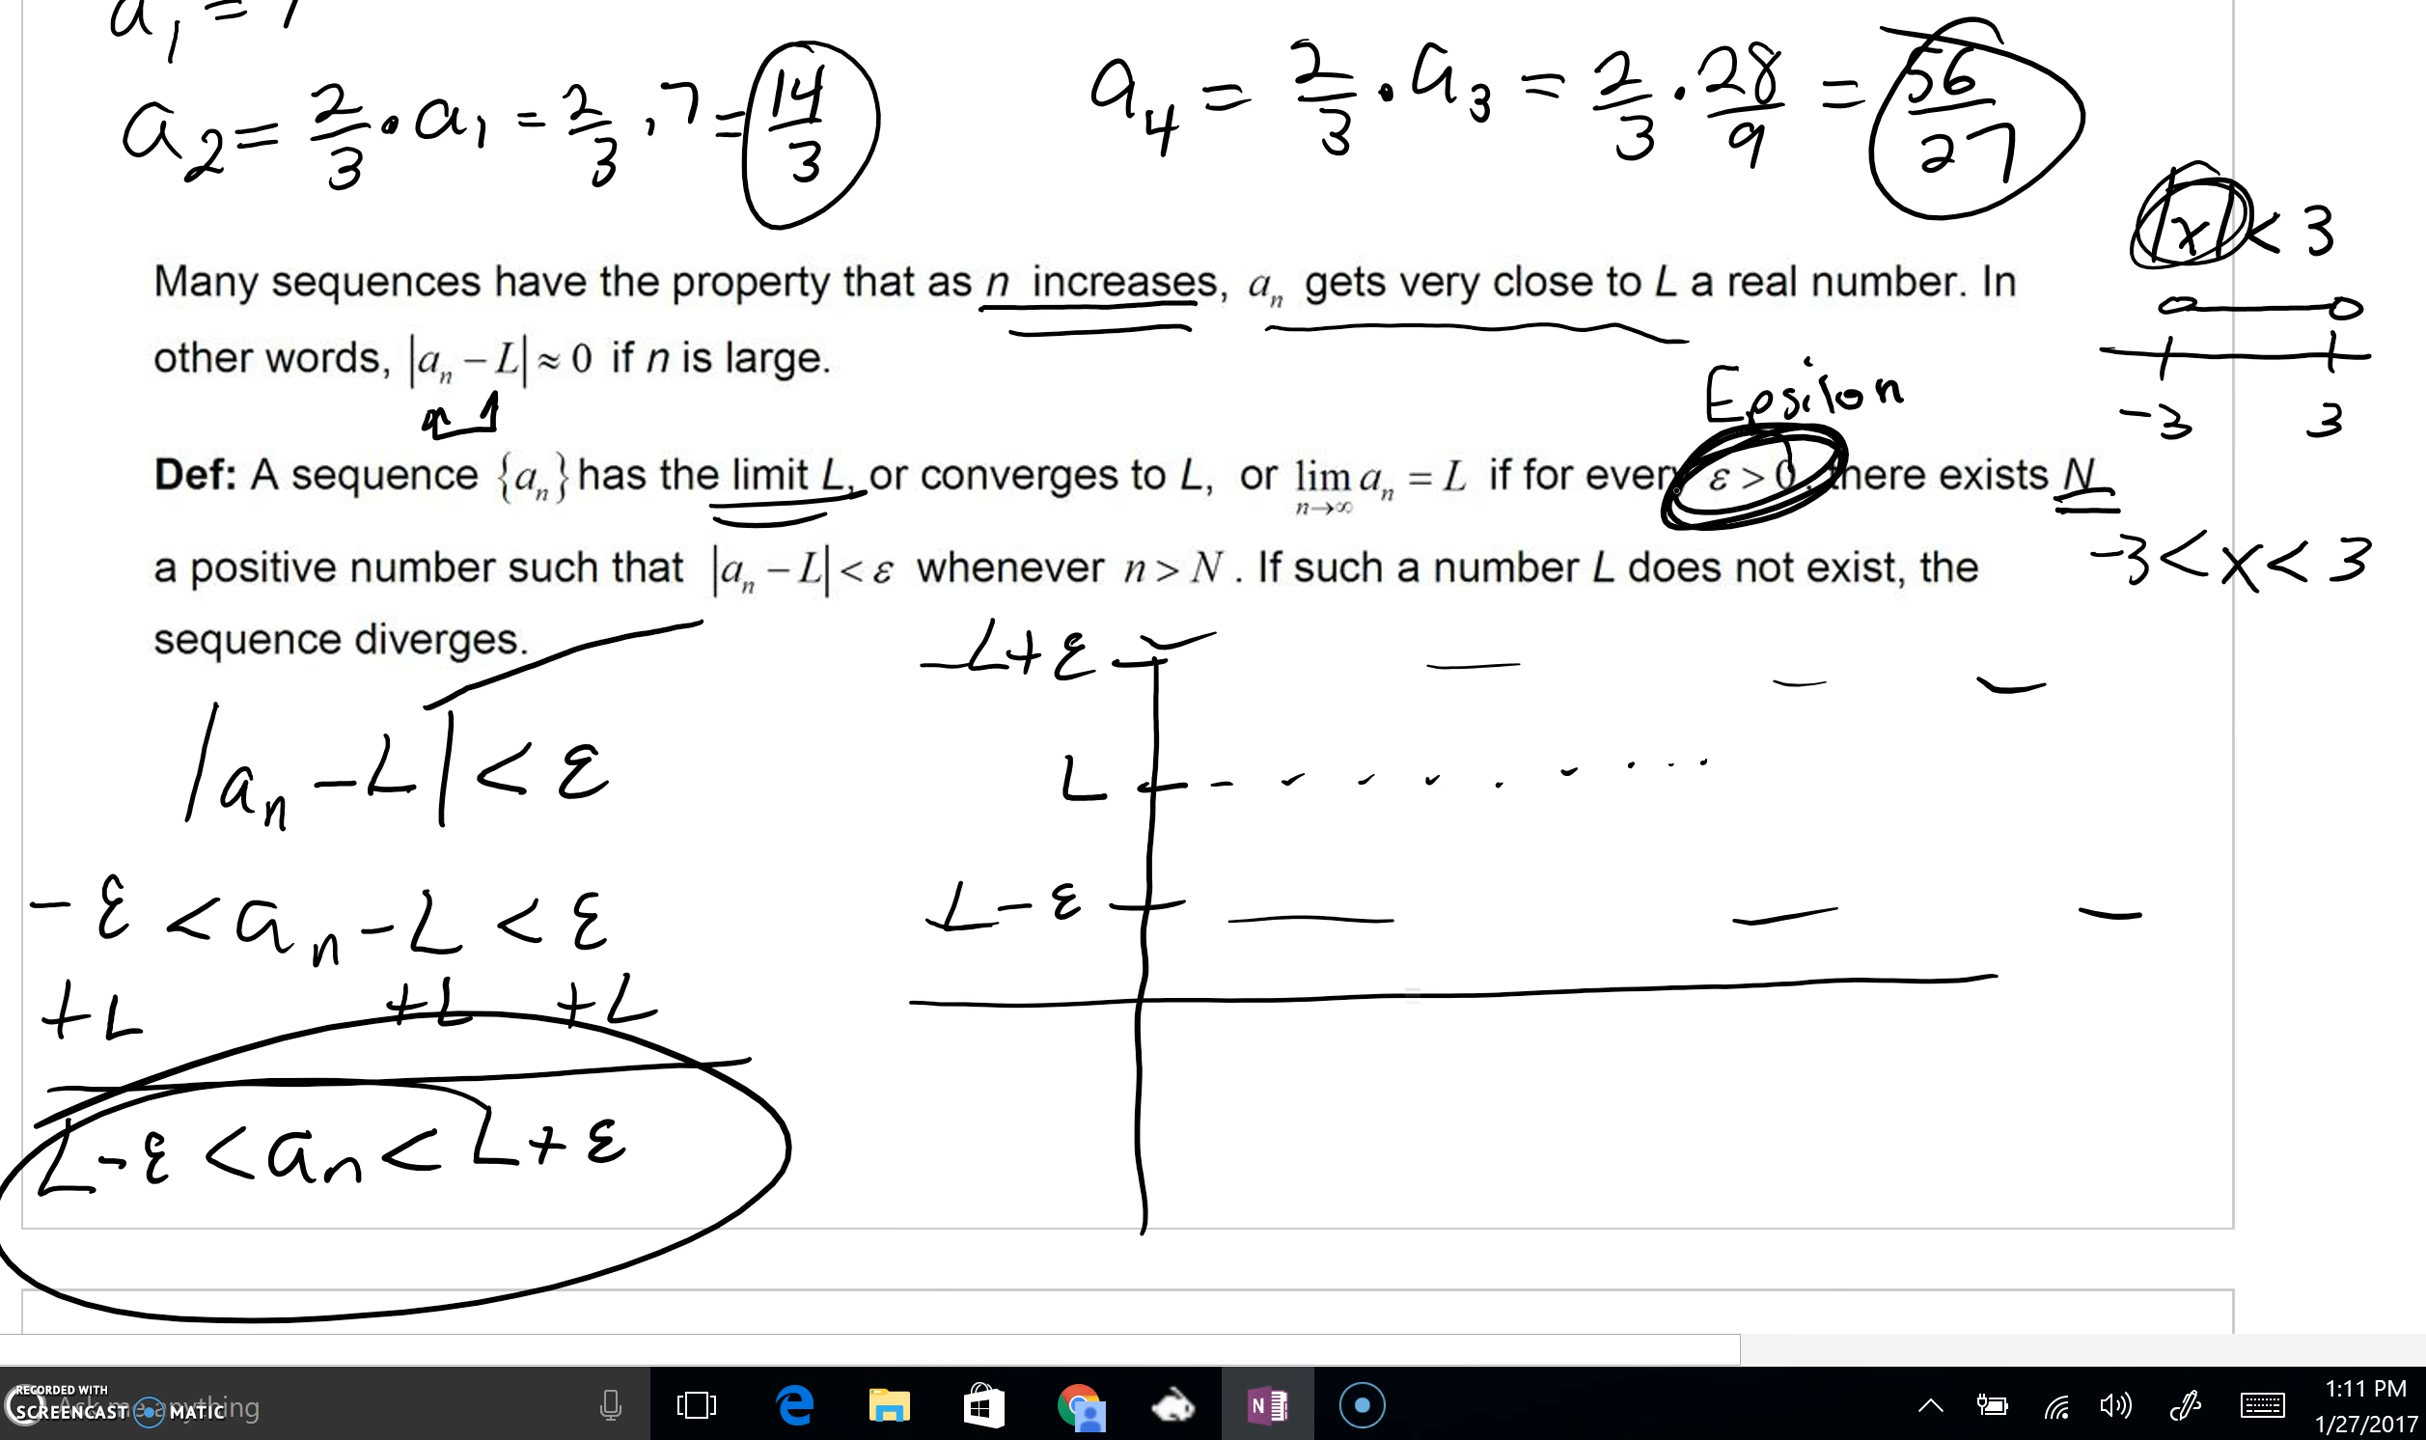 a₁ = 7
a₂ = 2/3 · a₁ = 2/3 · 7 = 14/3
a₄ = 2/3 · a₃ = 2/3 · 28/9 = 56/27
|x| < 3
-3 3
-3 < x < 3
Many sequences have the property that as n increases, aₙ gets very close to L a real number. In
other words, |aₙ − L| ≈ 0 if n is large.
Epsilon
Def: A sequence {aₙ} has the limit L, or converges to L, or lim n→∞ aₙ = L if for every ε > 0, there exists N
a positive number such that |aₙ − L| < ε whenever n > N. If such a number L does not exist, the
sequence diverges.
|aₙ − L| < ε
-ε < aₙ − L < ε
+L +L +L
L-ε < aₙ < L+ε
L+ε
L
L-ε
RECORDED WITH
SCREENCAST MATIC
Ask me anything
N
1:11 PM
1/27/2017